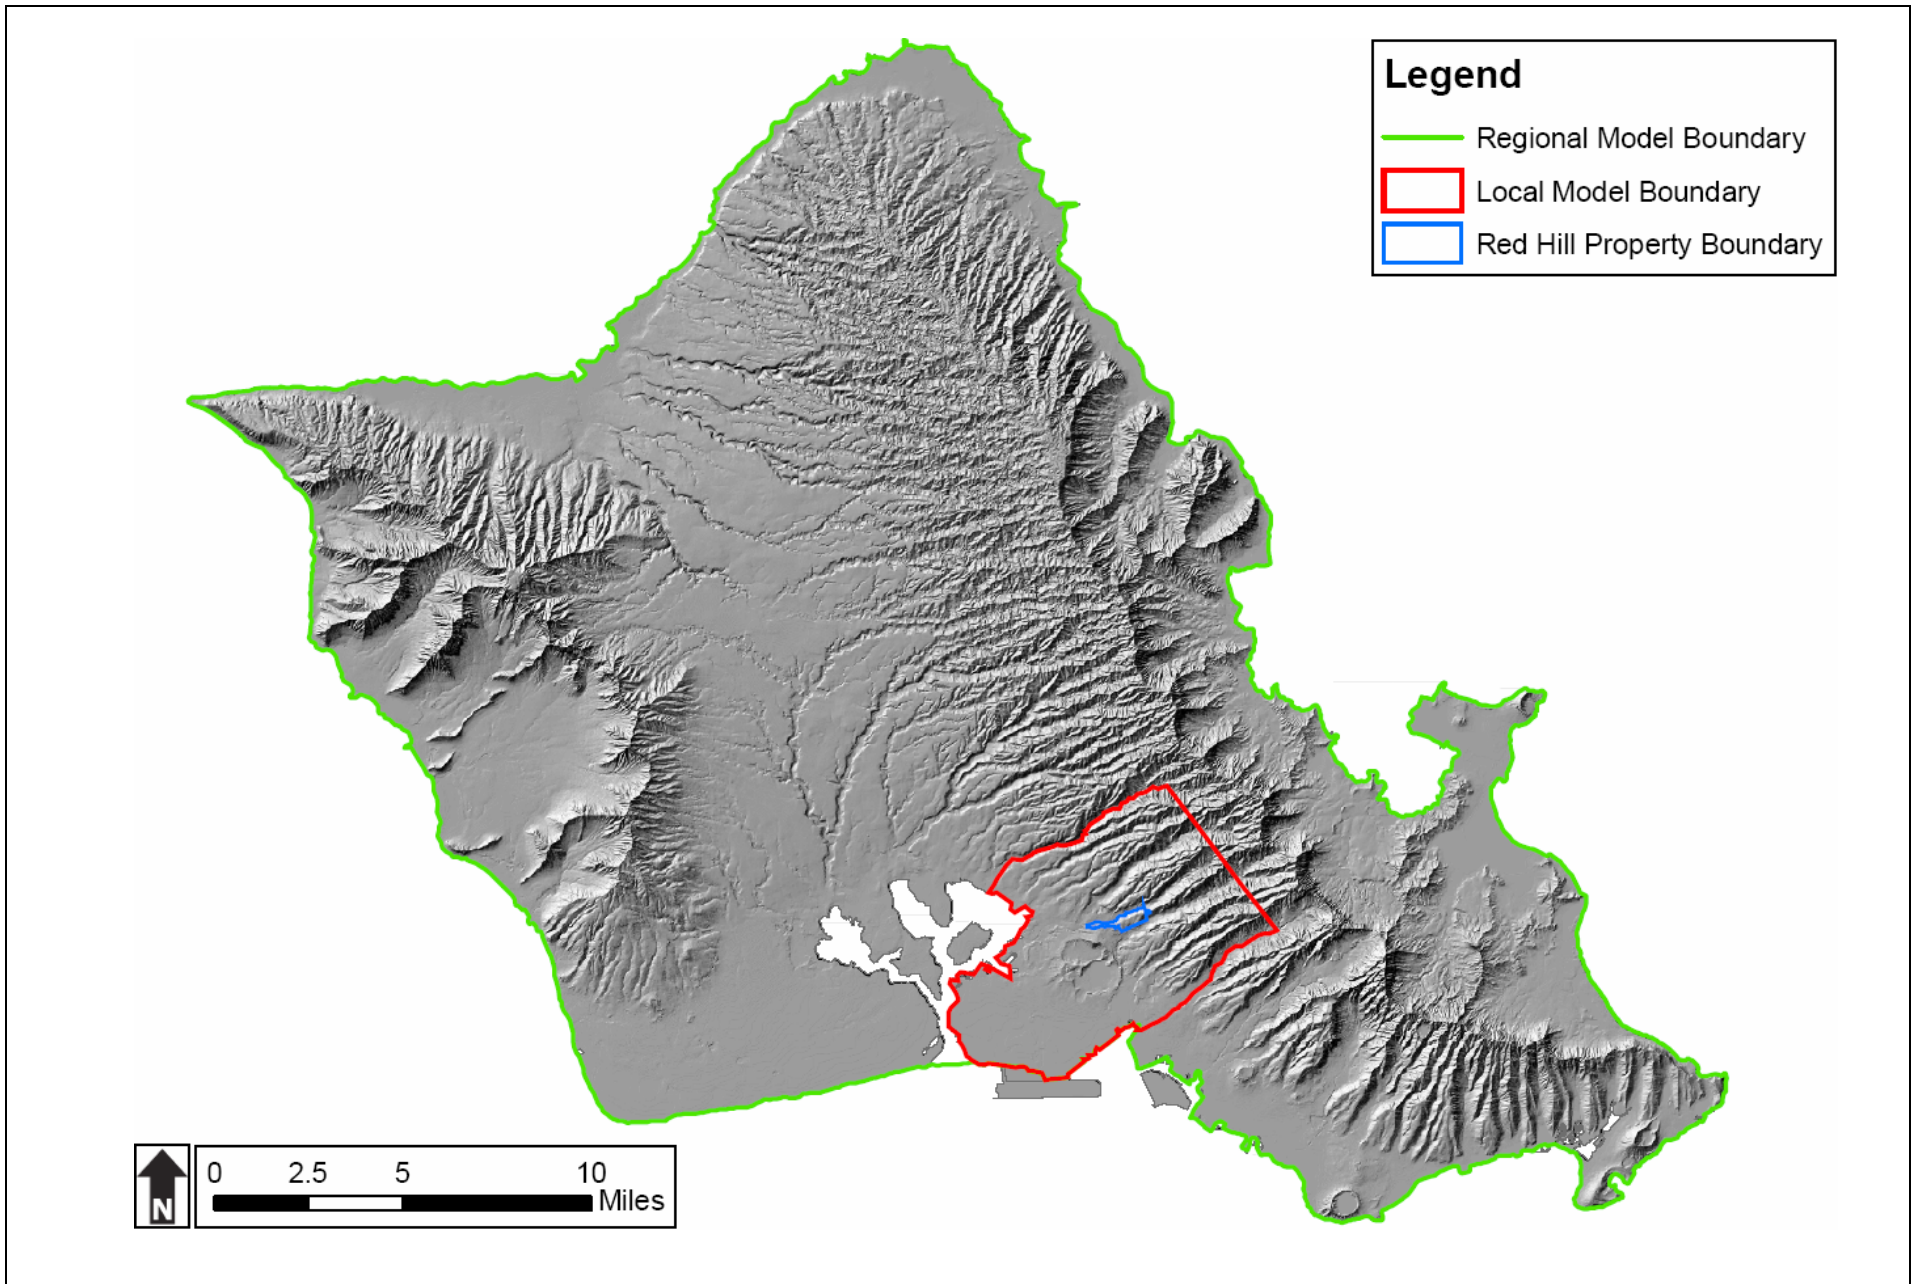 Legend
Regional Model Boundary
Local Model Boundary
Red Hill Property Boundary
N
0 2.5 5 10
Miles